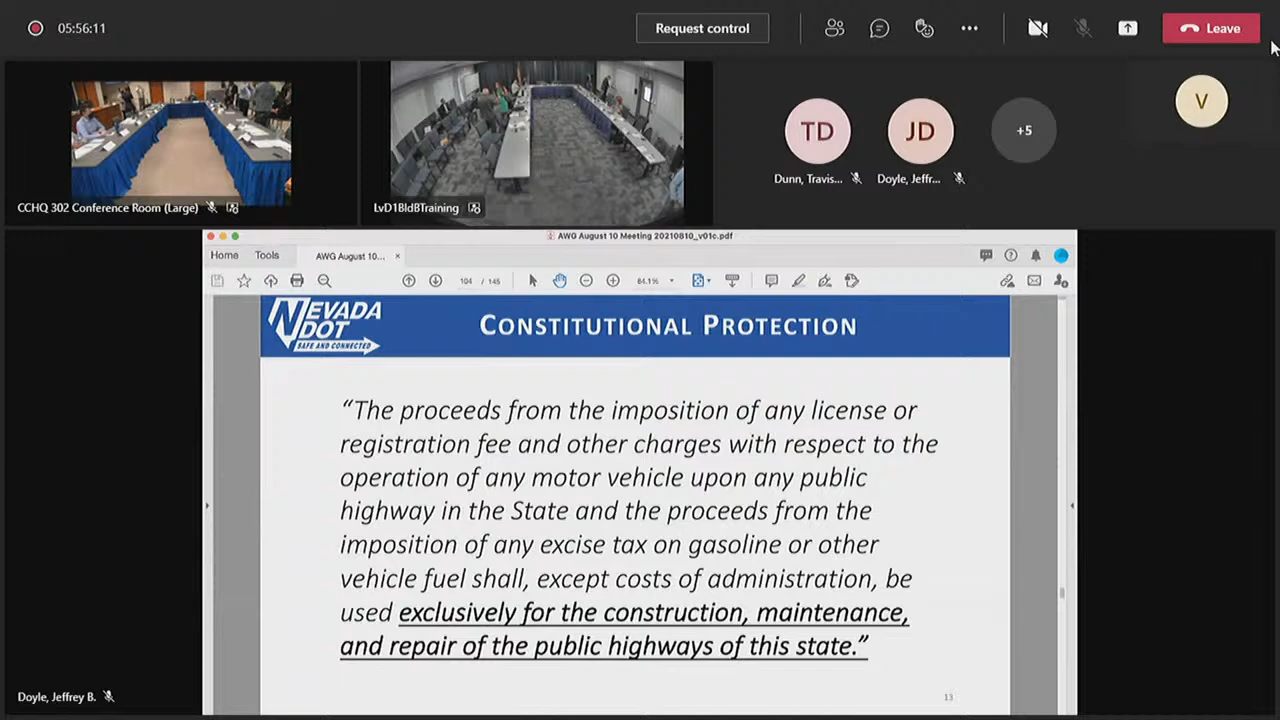 05:56:11
Request control
Leave
CCHQ 302 Conference Room (Large)
LvD1BldBTraining
TD
JD
+5
V
Dunn, Travis...
Doyle, Jeffr...
AWG August 10 Meeting 20210810_v01c.pdf
Home
Tools
AWG August 10...
×
104 / 145
84.1%
NEVADA
DOT
SAFE AND CONNECTED
CONSTITUTIONAL PROTECTION
“The proceeds from the imposition of any license or
registration fee and other charges with respect to the
operation of any motor vehicle upon any public
highway in the State and the proceeds from the
imposition of any excise tax on gasoline or other
vehicle fuel shall, except costs of administration, be
used exclusively for the construction, maintenance,
and repair of the public highways of this state.”
13
Doyle, Jeffrey B.